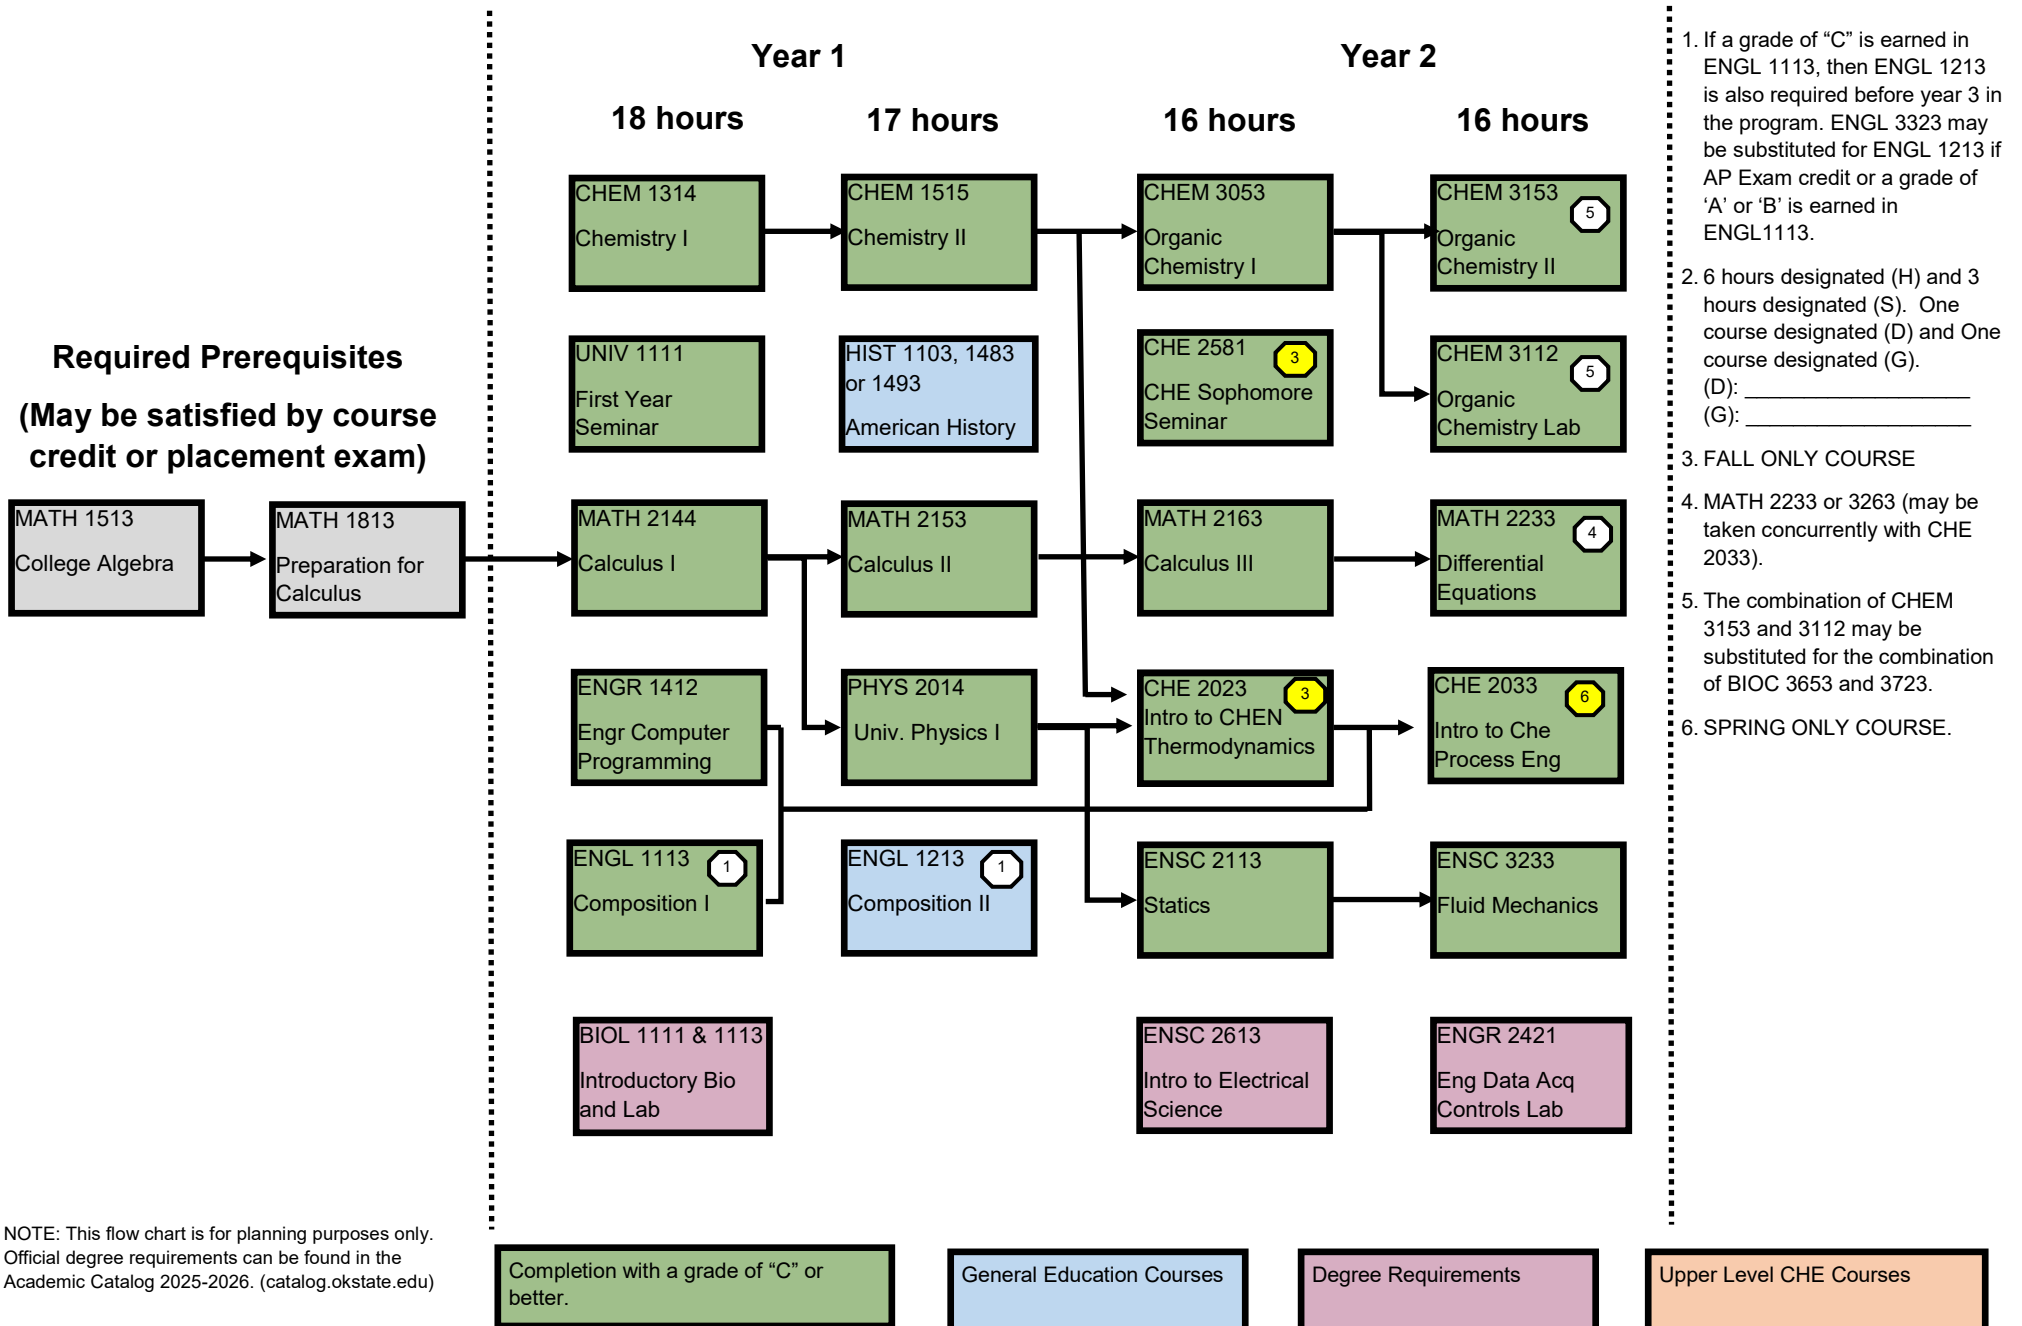 Year 1
Year 2
18 hours
17 hours
16 hours
16 hours
Required Prerequisites
(May be satisfied by course
credit or placement exam)
MATH 1513
College Algebra
MATH 1813
Preparation for
Calculus
CHEM 1314
Chemistry I
UNIV 1111
First Year
Seminar
MATH 2144
Calculus I
ENGR 1412
Engr Computer
Programming
ENGL 1113
1
Composition I
BIOL 1111 & 1113
Introductory Bio
and Lab
CHEM 1515
Chemistry II
HIST 1103, 1483
or 1493
American History
MATH 2153
Calculus II
PHYS 2014
Univ. Physics I
ENGL 1213
1
Composition II
CHEM 3053
Organic
Chemistry I
CHE 2581
3
CHE Sophomore
Seminar
MATH 2163
Calculus III
CHE 2023
3
Intro to CHEN
Thermodynamics
ENSC 2113
Statics
ENSC 2613
Intro to Electrical
Science
CHEM 3153
5
Organic
Chemistry II
CHEM 3112
5
Organic
Chemistry Lab
MATH 2233
4
Differential
Equations
CHE 2033
6
Intro to Che
Process Eng
ENSC 3233
Fluid Mechanics
ENGR 2421
Eng Data Acq
Controls Lab
1. If a grade of “C” is earned in
ENGL 1113, then ENGL 1213
is also required before year 3 in
the program. ENGL 3323 may
be substituted for ENGL 1213 if
AP Exam credit or a grade of
‘A’ or ‘B’ is earned in
ENGL1113.
2. 6 hours designated (H) and 3
hours designated (S). One
course designated (D) and One
course designated (G).
(D): ___________________
(G): ___________________
3. FALL ONLY COURSE
4. MATH 2233 or 3263 (may be
taken concurrently with CHE
2033).
5. The combination of CHEM
3153 and 3112 may be
substituted for the combination
of BIOC 3653 and 3723.
6. SPRING ONLY COURSE.
NOTE: This flow chart is for planning purposes only.
Official degree requirements can be found in the
Academic Catalog 2025-2026. (catalog.okstate.edu)
Completion with a grade of “C” or
better.
General Education Courses
Degree Requirements
Upper Level CHE Courses